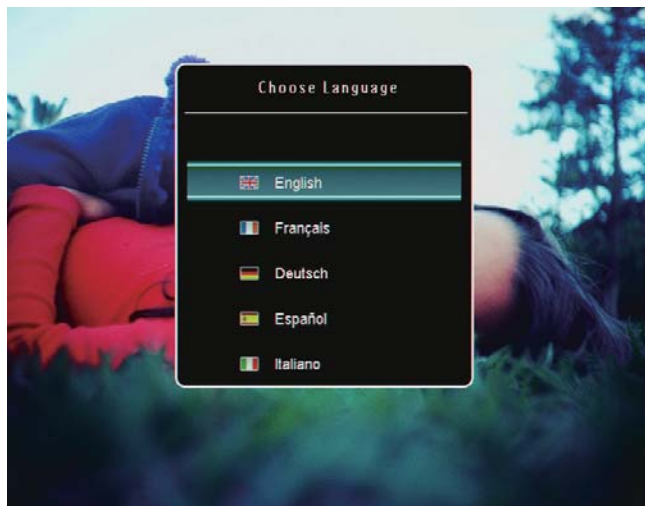 Choose Language
English
Français
Deutsch
Español
Italiano